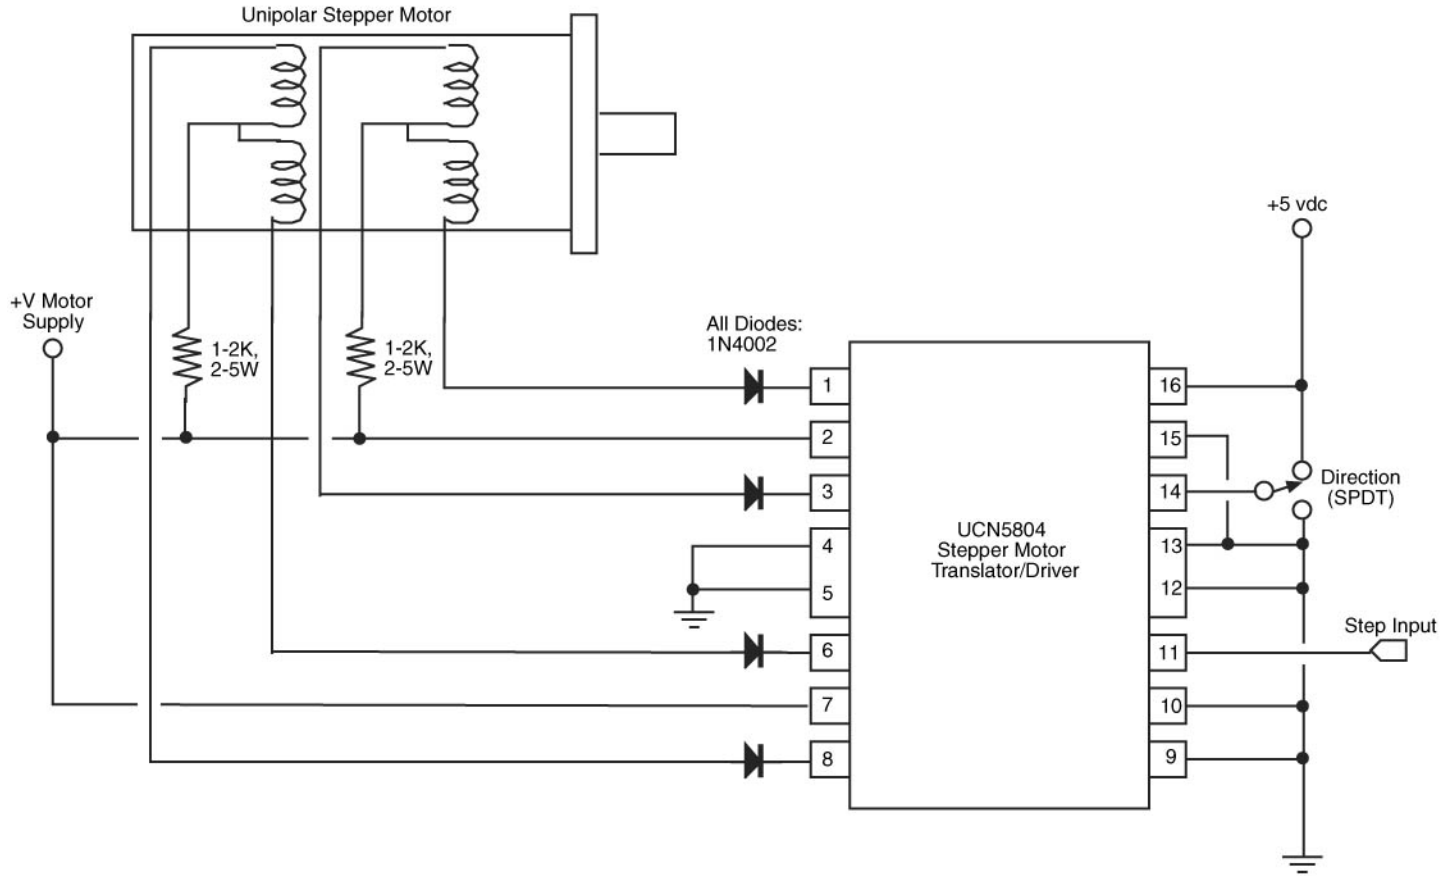 Unipolar Stepper Motor
+5 vdc
+V Motor
Supply
1-2K,
2-5W
1-2K,
2-5W
All Diodes:
1N4002
1
2
3
4
5
6
7
8
UCN5804
Stepper Motor
Translator/Driver
16
15
14
13
12
11
10
9
Direction
(SPDT)
Step Input